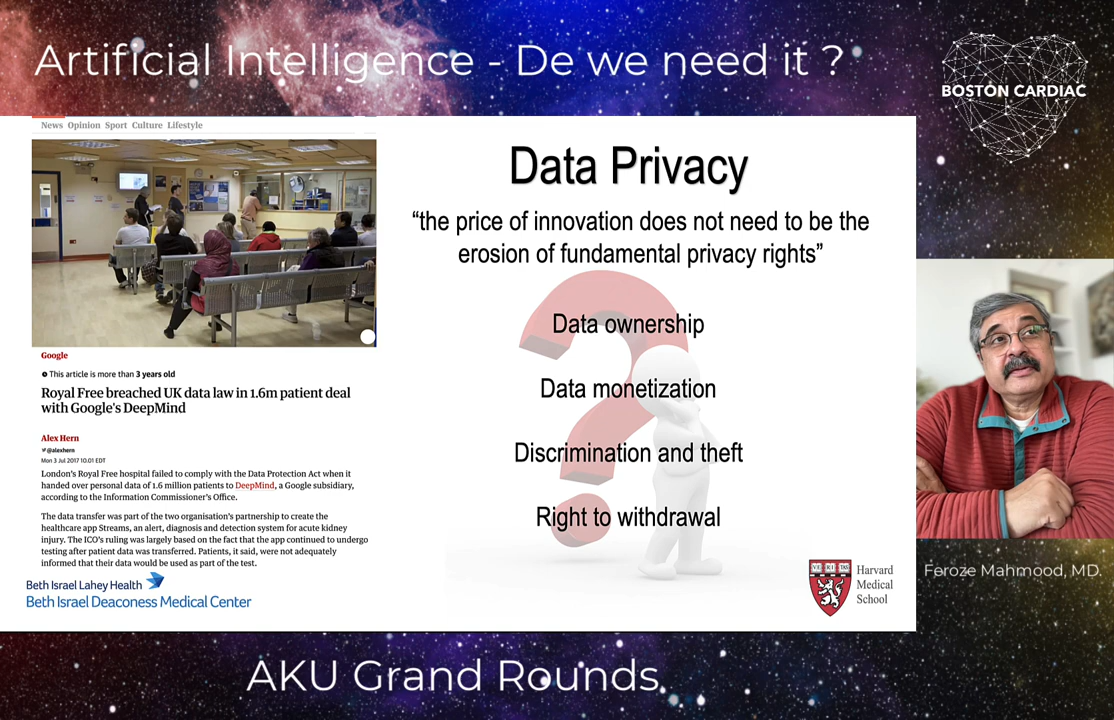 Artificial Intelligence - De we need it ?
BOSTON CARDIAC
News Opinion Sport Culture Lifestyle
Google
This article is more than 3 years old
Royal Free breached UK data law in 1.6m patient deal
with Google's DeepMind
Alex Hern
@alexhern
Mon 3 Jul 2017 10.01 EDT
London's Royal Free hospital failed to comply with the Data Protection Act when it
handed over personal data of 1.6 million patients to DeepMind, a Google subsidiary,
according to the Information Commissioner's Office.
The data transfer was part of the two organisation's partnership to create the
healthcare app Streams, an alert, diagnosis and detection system for acute kidney
injury. The ICO's ruling was largely based on the fact that the app continued to undergo
testing after patient data was transferred. Patients, it said, were not adequately
informed that their data would be used as part of the test.
Beth Israel Lahey Health
Beth Israel Deaconess Medical Center
Data Privacy
“the price of innovation does not need to be the
erosion of fundamental privacy rights”
Data ownership
Data monetization
Discrimination and theft
Right to withdrawal
VE RI TAS
Harvard
Medical
School
Feroze Mahmood, MD.
AKU Grand Rounds